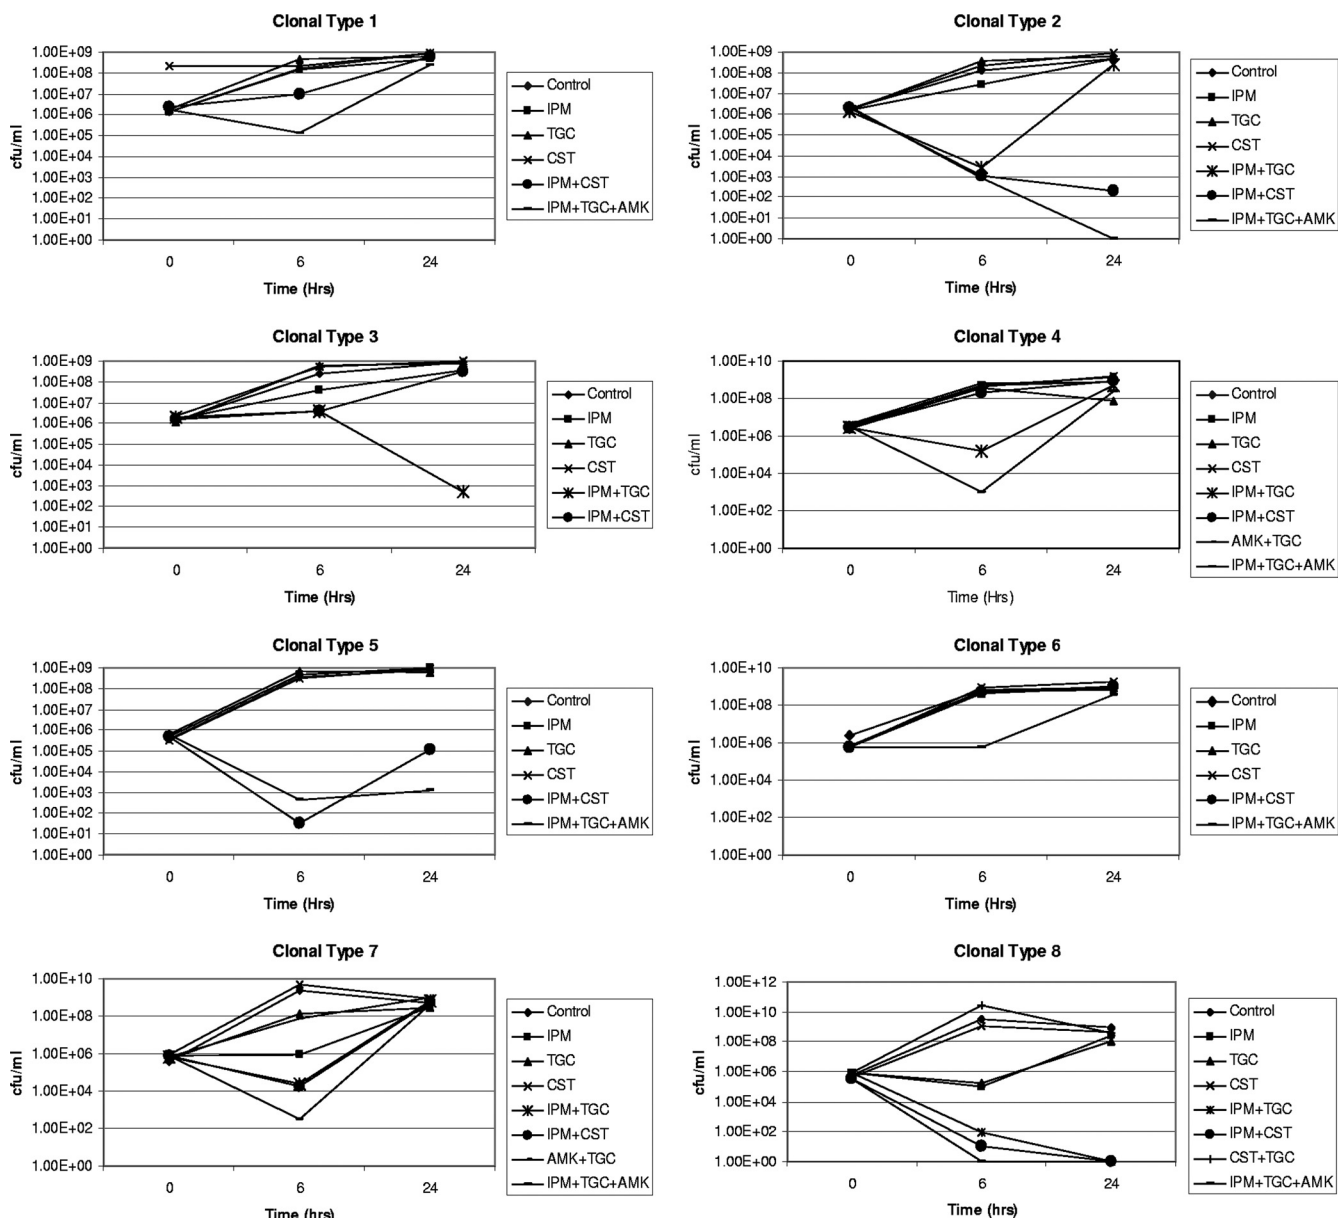 Clonal Type 1
1.00E+09
1.00E+08
1.00E+07
1.00E+06
1.00E+05
1.00E+04
1.00E+03
1.00E+02
1.00E+01
1.00E+00
cfu/ml
0 6 24
Time (Hrs)
Control
IPM
TGC
CST
IPM+CST
IPM+TGC+AMK
Clonal Type 2
1.00E+09
1.00E+08
1.00E+07
1.00E+06
1.00E+05
1.00E+04
1.00E+03
1.00E+02
1.00E+01
1.00E+00
cfu/ml
0 6 24
Time (Hrs)
Control
IPM
TGC
CST
IPM+TGC
IPM+CST
IPM+TGC+AMK
Clonal Type 3
1.00E+09
1.00E+08
1.00E+07
1.00E+06
1.00E+05
1.00E+04
1.00E+03
1.00E+02
1.00E+01
1.00E+00
cfu/ml
0 6 24
Time (Hrs)
Control
IPM
TGC
CST
IPM+TGC
IPM+CST
Clonal Type 4
1.00E+10
1.00E+08
1.00E+06
1.00E+04
1.00E+02
1.00E+00
cfu/ml
0 6 24
Time (Hrs)
Control
IPM
TGC
CST
IPM+TGC
IPM+CST
AMK+TGC
IPM+TGC+AMK
Clonal Type 5
1.00E+09
1.00E+08
1.00E+07
1.00E+06
1.00E+05
1.00E+04
1.00E+03
1.00E+02
1.00E+01
1.00E+00
cfu/ml
0 6 24
Time (Hrs)
Control
IPM
TGC
CST
IPM+CST
IPM+TGC+AMK
Clonal Type 6
1.00E+10
1.00E+08
1.00E+06
1.00E+04
1.00E+02
1.00E+00
cfu/ml
0 6 24
Time (Hrs)
Control
IPM
TGC
CST
IPM+CST
IPM+TGC+AMK
Clonal Type 7
1.00E+10
1.00E+08
1.00E+06
1.00E+04
1.00E+02
1.00E+00
cfu/ml
0 6 24
Time (hrs)
Control
IPM
TGC
CST
IPM+TGC
IPM+CST
AMK+TGC
IPM+TGC+AMK
Clonal Type 8
1.00E+12
1.00E+10
1.00E+08
1.00E+06
1.00E+04
1.00E+02
1.00E+00
cfu/ml
0 6 24
Time (hrs)
Control
IPM
TGC
CST
IPM+TGC
IPM+CST
CST+TGC
IPM+TGC+AMK